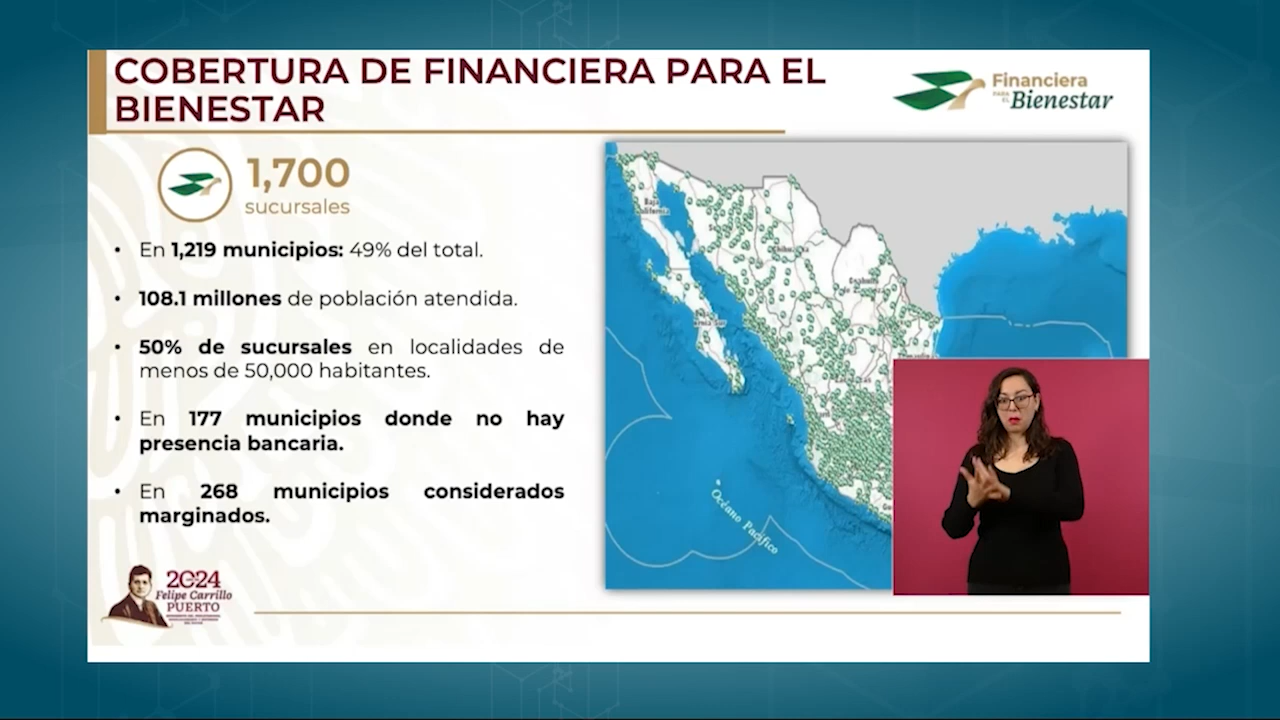 COBERTURA DE FINANCIERA PARA EL
BIENESTAR
Financiera
PARA EL
Bienestar
1,700
sucursales
• En 1,219 municipios: 49% del total.
• 108.1 millones de población atendida.
• 50% de sucursales en localidades de
menos de 50,000 habitantes.
• En 177 municipios donde no hay
presencia bancaria.
• En 268 municipios considerados
marginados.
Baja
California
Océano Pacífico
2024
Felipe Carrillo
PUERTO